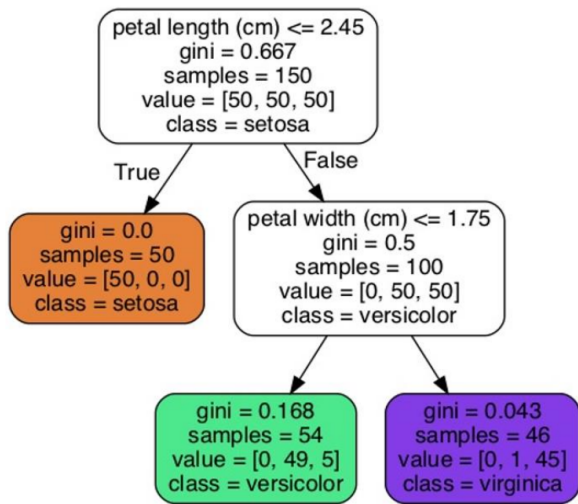 petal length (cm) <= 2.45
gini = 0.667
samples = 150
value = [50, 50, 50]
class = setosa
True
False
gini = 0.0
samples = 50
value = [50, 0, 0]
class = setosa
petal width (cm) <= 1.75
gini = 0.5
samples = 100
value = [0, 50, 50]
class = versicolor
gini = 0.168
samples = 54
value = [0, 49, 5]
class = versicolor
gini = 0.043
samples = 46
value = [0, 1, 45]
class = virginica